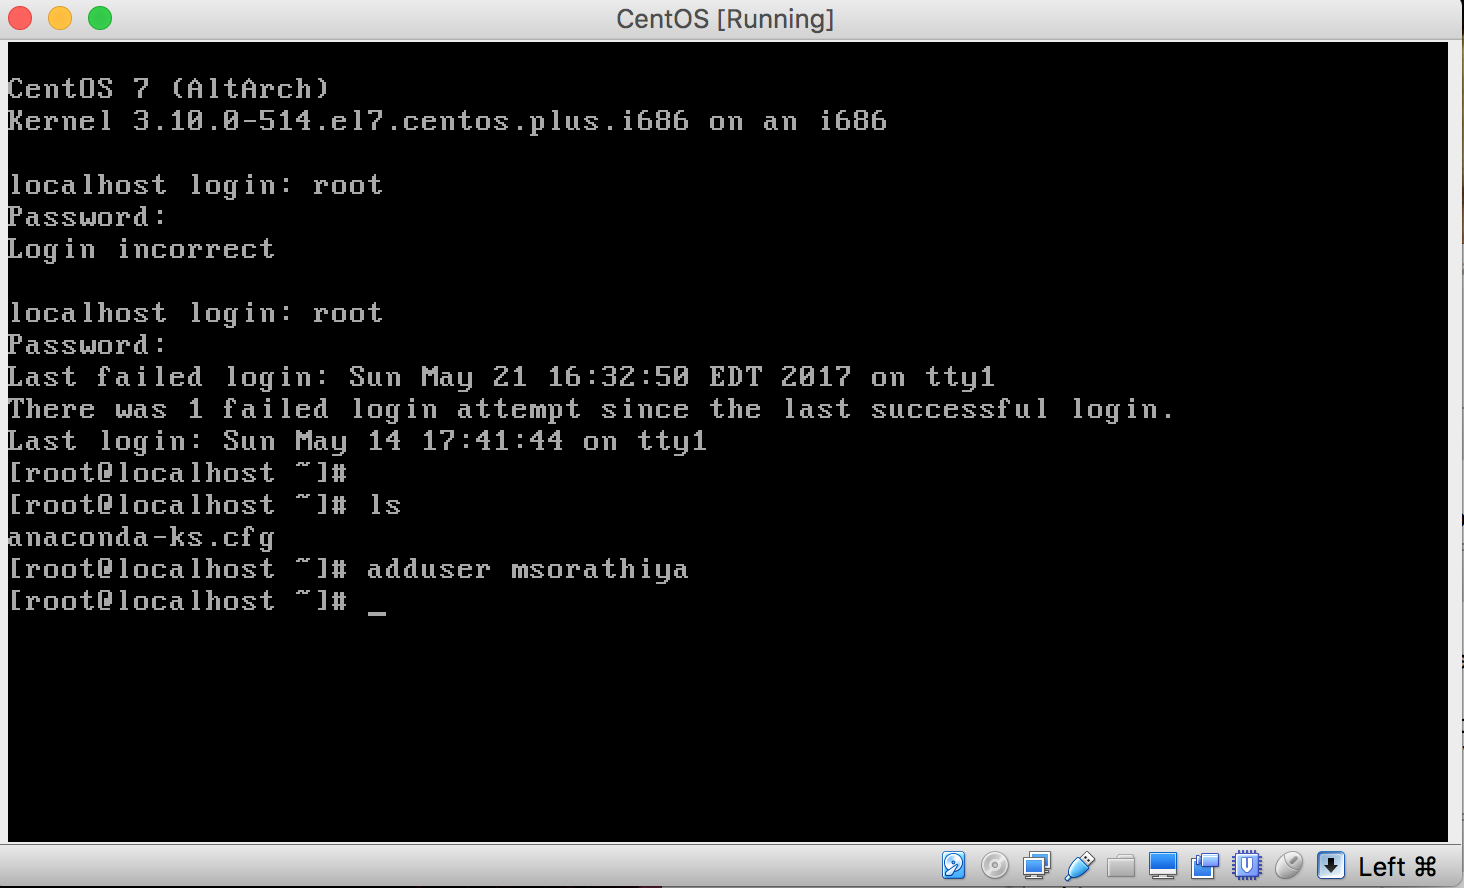 CentOS [Running]
CentOS 7 (AltArch)
Kernel 3.10.0-514.el7.centos.plus.i686 on an i686
localhost login: root
Password:
Login incorrect
localhost login: root
Password:
Last failed login: Sun May 21 16:32:50 EDT 2017 on tty1
There was 1 failed login attempt since the last successful login.
Last login: Sun May 14 17:41:44 on tty1
[root@localhost ~]#
[root@localhost ~]# ls
anaconda-ks.cfg
[root@localhost ~]# adduser msorathiya
[root@localhost ~]# _
Left ⌘